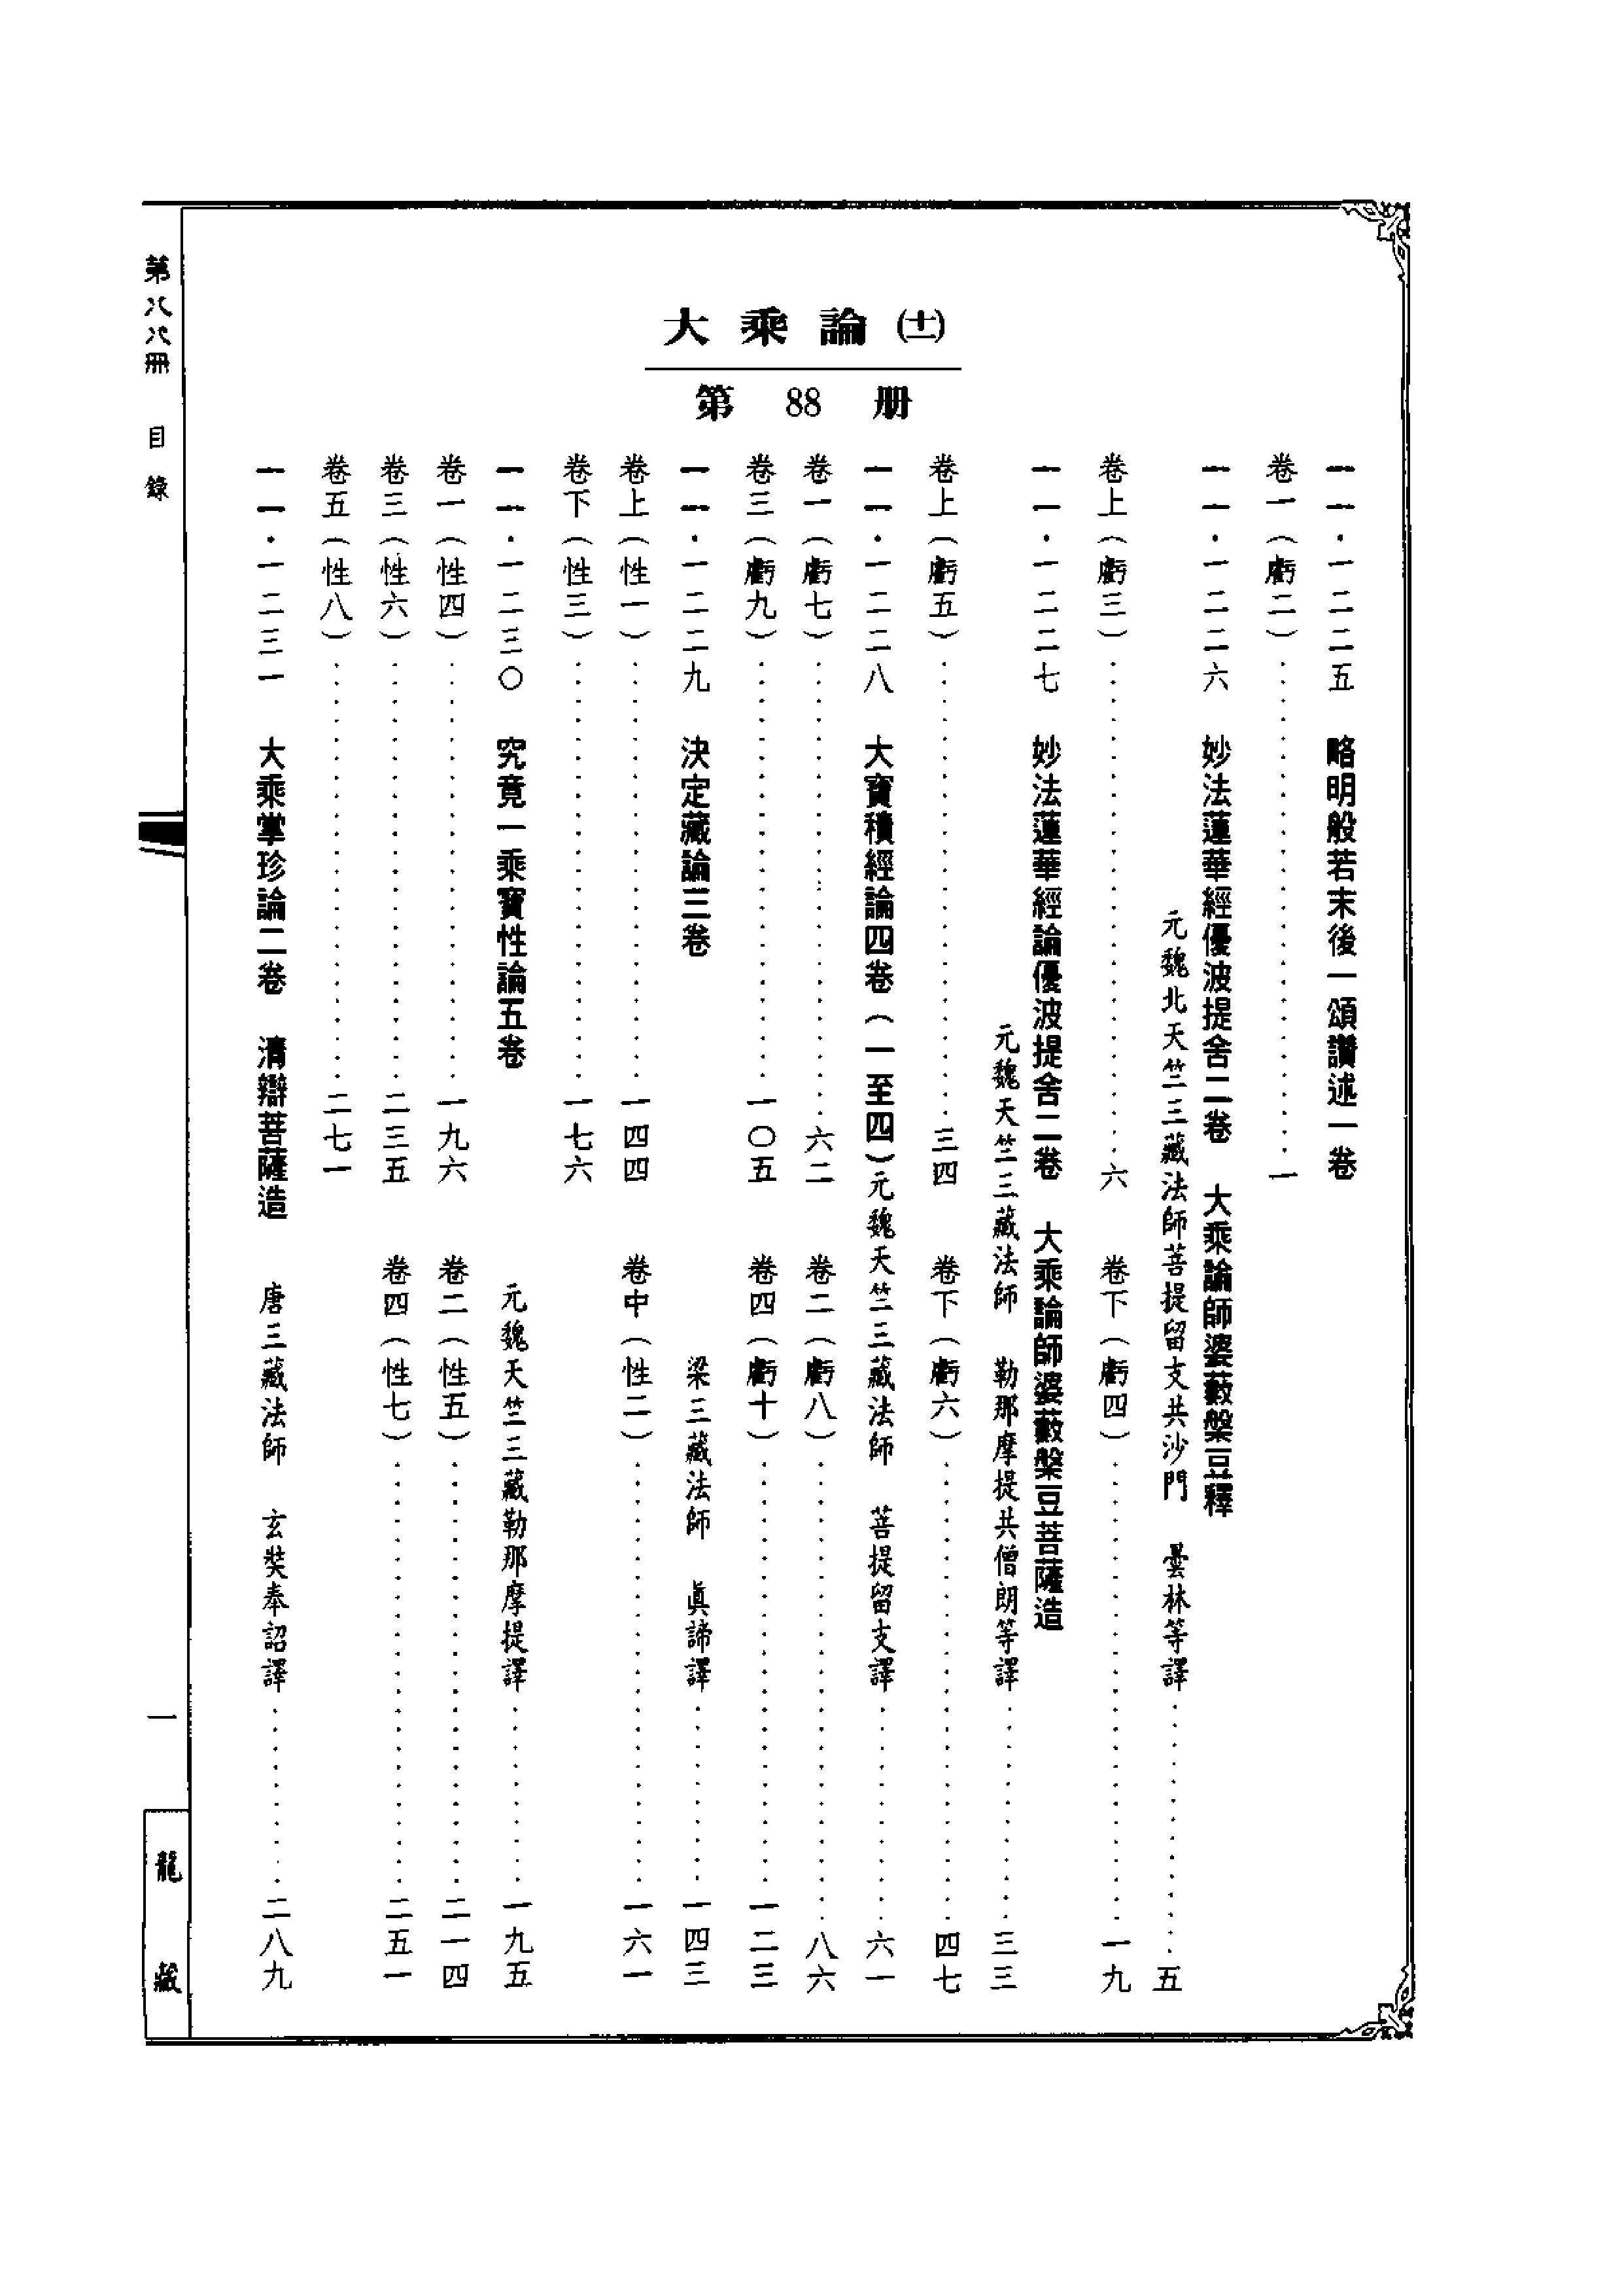 大乘論(十二)
第 88 册
一一·一二二五 略明般若末後一頌讚述一卷
卷一(虧二)……一
一一·一二二六 妙法蓮華經優波提舍二卷 大乘論師婆藪槃豆釋
元魏北天竺三藏法師菩提留支共沙門 曇林等譯……五
卷上(虧三)……六 卷下(虧四)……一九
一一·一二二七 妙法蓮華經論優波提舍二卷 大乘論師婆藪槃豆菩薩造
元魏天竺三藏法師 勒那摩提共僧朗等譯……三三
卷上(虧五)……三四 卷下(虧六)……四七
一一·一二二八 大寶積經論四卷(一至四)元魏天竺三藏法師 菩提留支譯……六一
卷一(虧七)……六二 卷二(虧八)……八六
卷三(虧九)……一〇五 卷四(虧十)……一二三
一一·一二二九 決定藏論三卷 梁三藏法師 眞諦譯……一四三
卷上(性一)……一四四 卷中(性二)……一六一
卷下(性三)……一七六
一一·一二三〇 究竟一乘寶性論五卷 元魏天竺三藏勒那摩提譯……一九五
卷一(性四)……一九六 卷二(性五)……二一四
卷三(性六)……二三五 卷四(性七)……二五一
卷五(性八)……二七一
一一·一二三一 大乘掌珍論二卷 清辯菩薩造 唐三藏法師 玄奘奉詔譯……二八九
第八八冊 目錄 一 龍藏